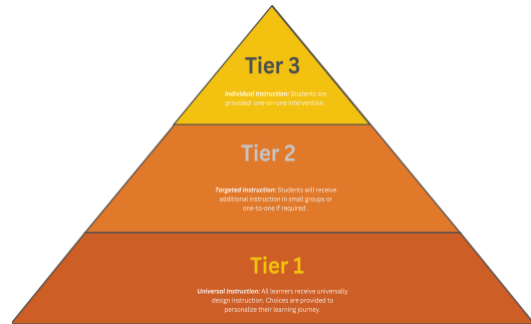 Tier 3
Individual Instruction: Students are
provided one-on-one intervention.
Tier 2
Targeted Instruction: Students will receive
additional instruction in small groups or
one-to-one if required.
Tier 1
Universal Instruction: All learners receive universally
design instruction. Choices are provided to
personalize their learning journey.